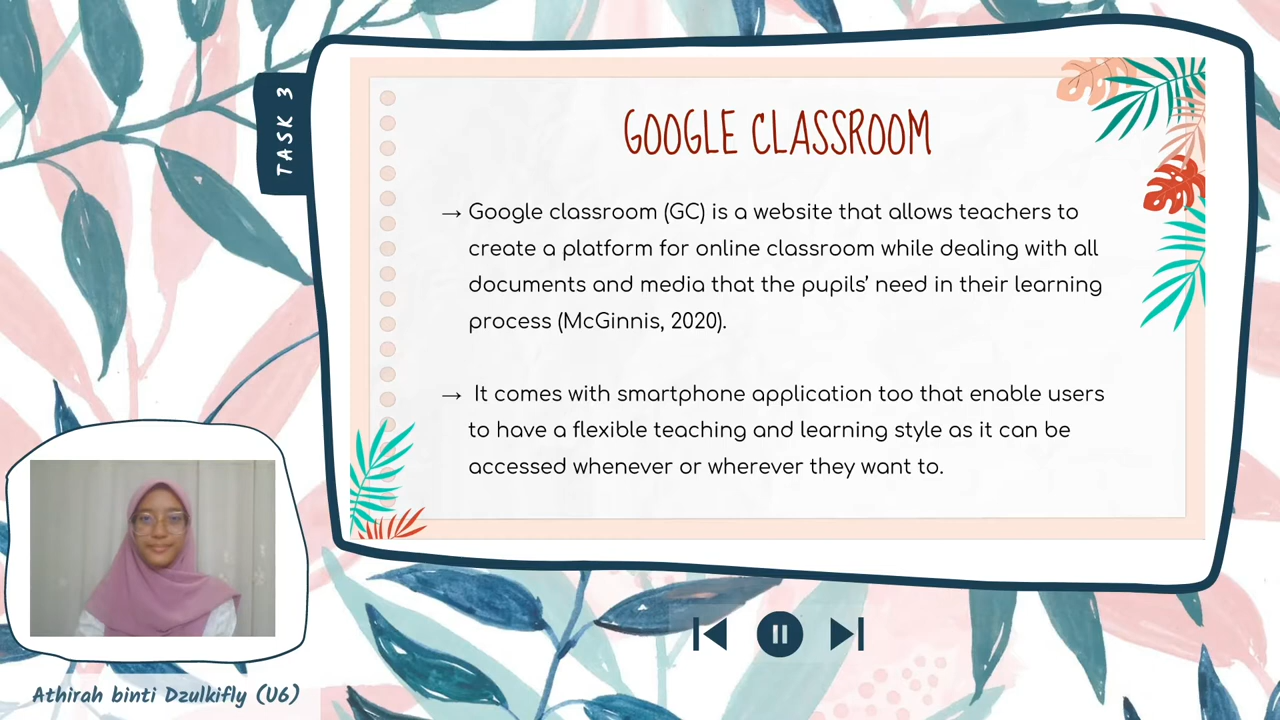 TASK 3
GOOGLE CLASSROOM
→ Google classroom (GC) is a website that allows teachers to
create a platform for online classroom while dealing with all
documents and media that the pupils’ need in their learning
process (McGinnis, 2020).
→ It comes with smartphone application too that enable users
to have a flexible teaching and learning style as it can be
accessed whenever or wherever they want to.
Athirah binti Dzulkifly (U6)